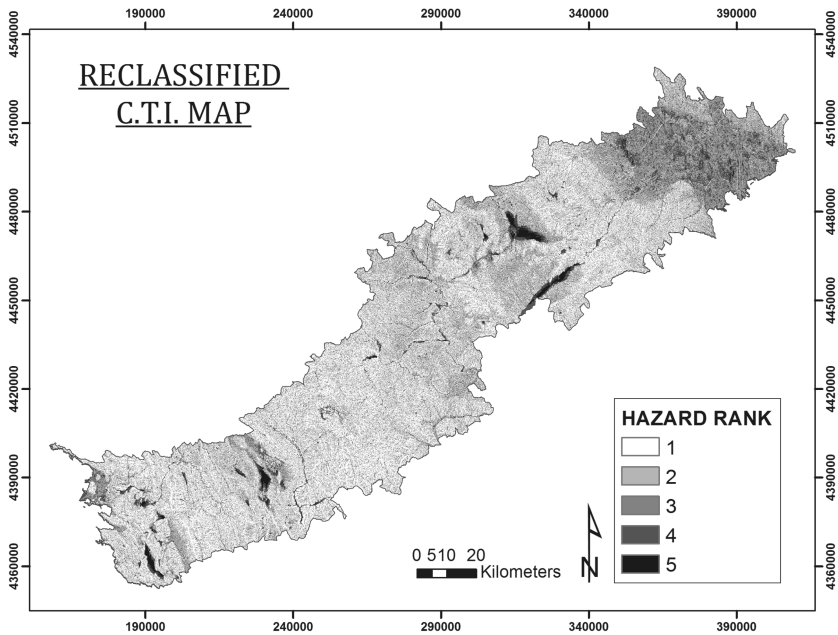 190000 240000 290000 340000 390000
4540000 4540000
RECLASSIFIED
C.T.I. MAP
4510000 4510000
4480000 4480000
4450000 4450000
4420000 4420000
4390000 4390000
4360000 4360000
HAZARD RANK
1
2
3
4
5
0 510 20
Kilometers
N
190000 240000 290000 340000 390000